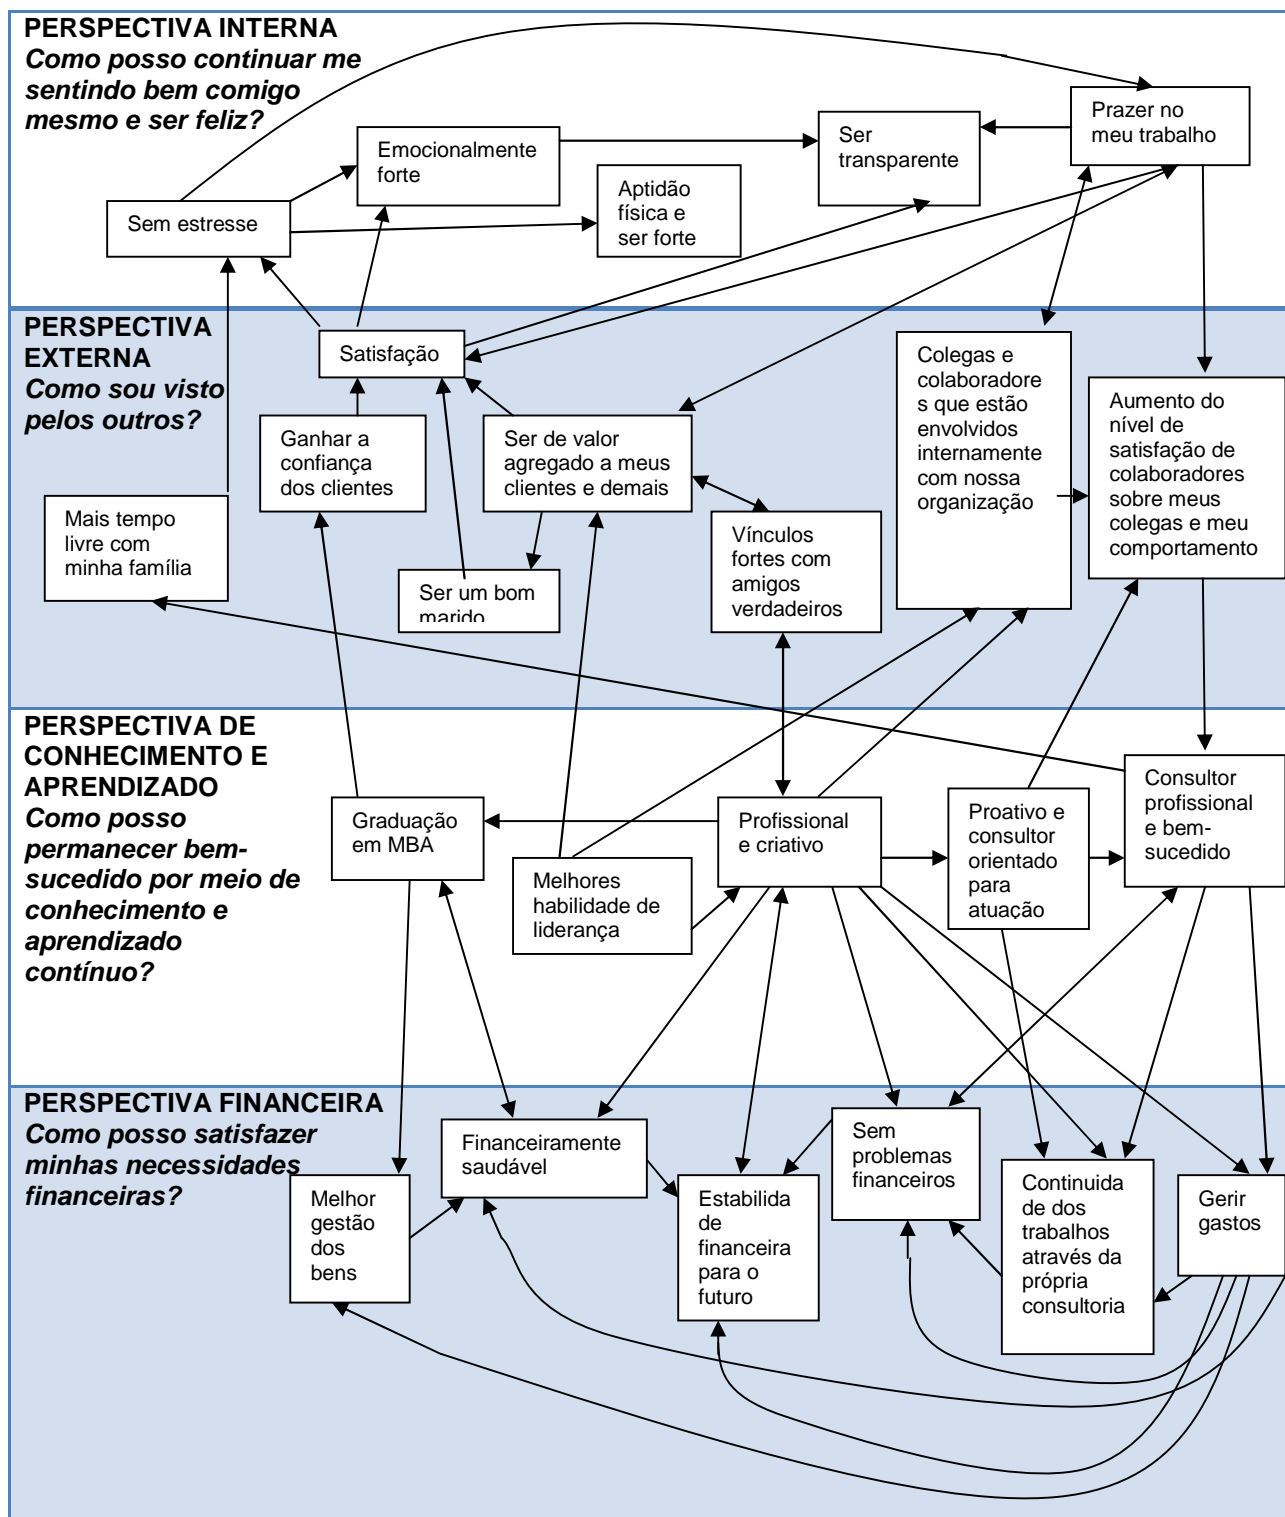 PERSPECTIVA INTERNA
Como posso continuar me
sentindo bem comigo
mesmo e ser feliz?
Prazer no
meu trabalho
Ser
transparente
Emocionalmente
forte
Aptidão
física e
ser forte
Sem estresse
PERSPECTIVA
EXTERNA
Como sou visto
pelos outros?
Satisfação
Colegas e
colaboradore
s que estão
envolvidos
internamente
com nossa
organização
Aumento do
nível de
satisfação de
colaboradores
sobre meus
colegas e meu
comportamento
Ganhar a
confiança
dos clientes
Ser de valor
agregado a meus
clientes e demais
Mais tempo
livre com
minha família
Vínculos
fortes com
amigos
verdadeiros
Ser um bom
marido
PERSPECTIVA DE
CONHECIMENTO E
APRENDIZADO
Como posso
permanecer bem-
sucedido por meio de
conhecimento e
aprendizado
contínuo?
Graduação
em MBA
Melhores
habilidade de
liderança
Profissional
e criativo
Proativo e
consultor
orientado
para
atuação
Consultor
profissional
e bem-
sucedido
PERSPECTIVA FINANCEIRA
Como posso satisfazer
minhas necessidades
financeiras?
Financeiramente
saudável
Melhor
gestão
dos
bens
Estabilida
de
financeira
para o
futuro
Sem
problemas
financeiros
Continuida
de dos
trabalhos
através da
própria
consultoria
Gerir
gastos